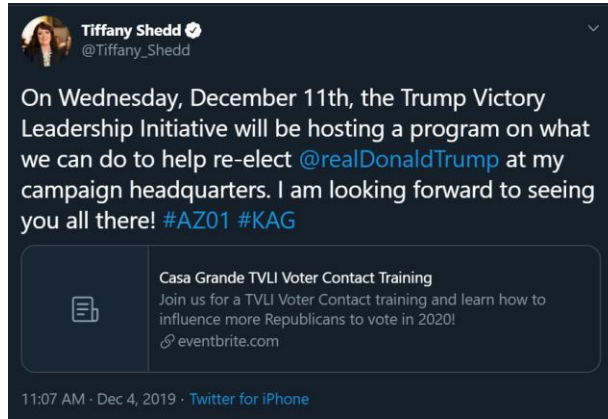 Tiffany Shedd
@Tiffany_Shedd
On Wednesday, December 11th, the Trump Victory
Leadership Initiative will be hosting a program on what
we can do to help re-elect @realDonaldTrump at my
campaign headquarters. I am looking forward to seeing
you all there! #AZ01 #KAG
Casa Grande TVLI Voter Contact Training
Join us for a TVLI Voter Contact training and learn how to
influence more Republicans to vote in 2020!
eventbrite.com
11:07 AM · Dec 4, 2019 · Twitter for iPhone